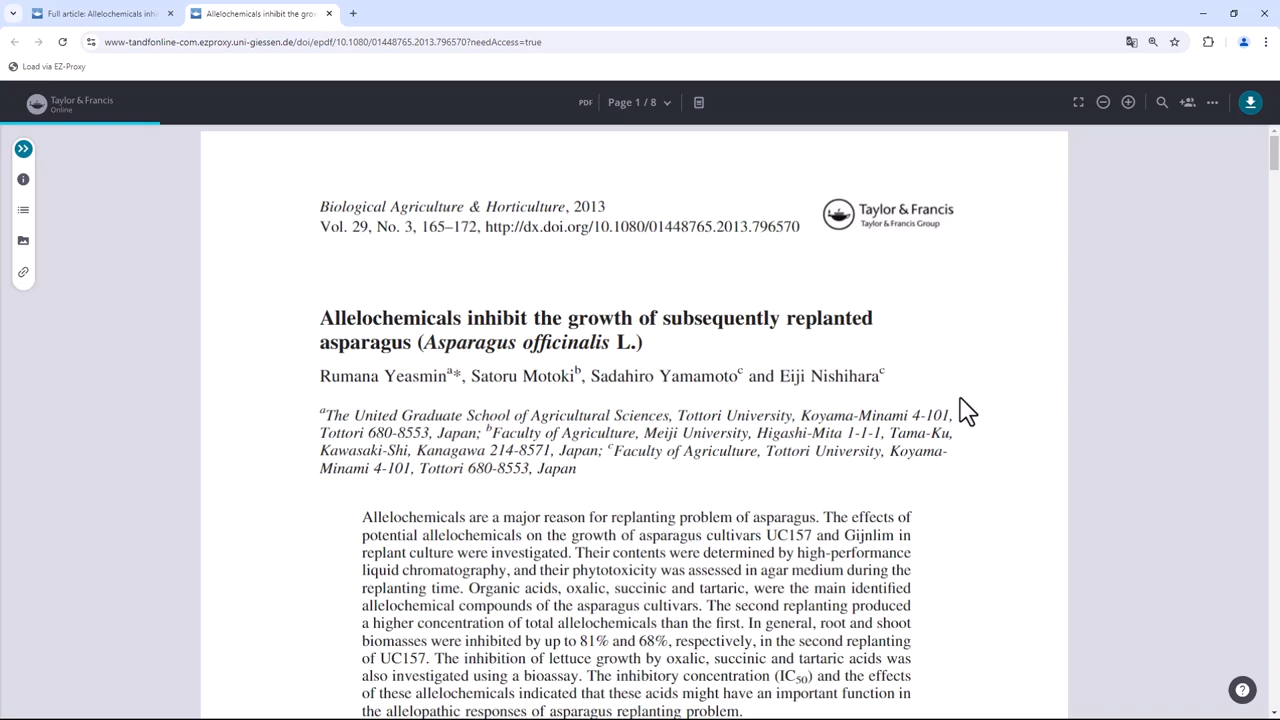 Full article: Allelochemicals inhi
Allelochemicals inhibit the gro
www-tandfonline-com.ezproxy.uni-giessen.de/doi/epdf/10.1080/01448765.2013.796570?needAccess=true
Load via EZ-Proxy
Taylor & Francis
Online
PDF
Page 1 / 8
Biological Agriculture & Horticulture, 2013
Vol. 29, No. 3, 165–172, http://dx.doi.org/10.1080/01448765.2013.796570
Taylor & Francis
Taylor & Francis Group
Allelochemicals inhibit the growth of subsequently replanted
asparagus (Asparagus officinalis L.)
Rumana Yeasminᵃ*, Satoru Motokiᵇ, Sadahiro Yamamotoᶜ and Eiji Nishiharaᶜ
ᵃThe United Graduate School of Agricultural Sciences, Tottori University, Koyama-Minami 4-101,
Tottori 680-8553, Japan; ᵇFaculty of Agriculture, Meiji University, Higashi-Mita 1-1-1, Tama-Ku,
Kawasaki-Shi, Kanagawa 214-8571, Japan; ᶜFaculty of Agriculture, Tottori University, Koyama-
Minami 4-101, Tottori 680-8553, Japan
Allelochemicals are a major reason for replanting problem of asparagus. The effects of
potential allelochemicals on the growth of asparagus cultivars UC157 and Gijnlim in
replant culture were investigated. Their contents were determined by high-performance
liquid chromatography, and their phytotoxicity was assessed in agar medium during the
replanting time. Organic acids, oxalic, succinic and tartaric, were the main identified
allelochemical compounds of the asparagus cultivars. The second replanting produced
a higher concentration of total allelochemicals than the first. In general, root and shoot
biomasses were inhibited by up to 81% and 68%, respectively, in the second replanting
of UC157. The inhibition of lettuce growth by oxalic, succinic and tartaric acids was
also investigated using a bioassay. The inhibitory concentration (IC₅₀) and the effects
of these allelochemicals indicated that these acids might have an important function in
the allelopathic responses of asparagus replanting problem.